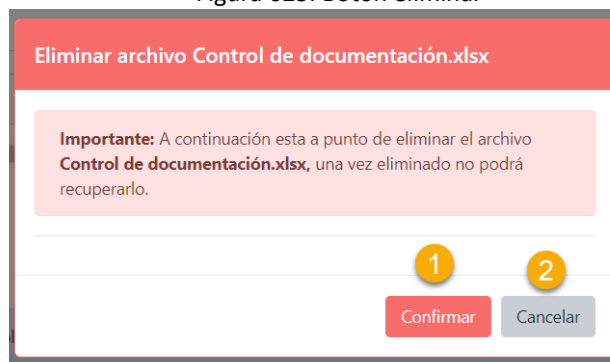 Eliminar archivo Control de documentación.xlsx
Importante: A continuación esta a punto de eliminar el archivo
Control de documentación.xlsx, una vez eliminado no podrá
recuperarlo.
1
2
Confirmar
Cancelar